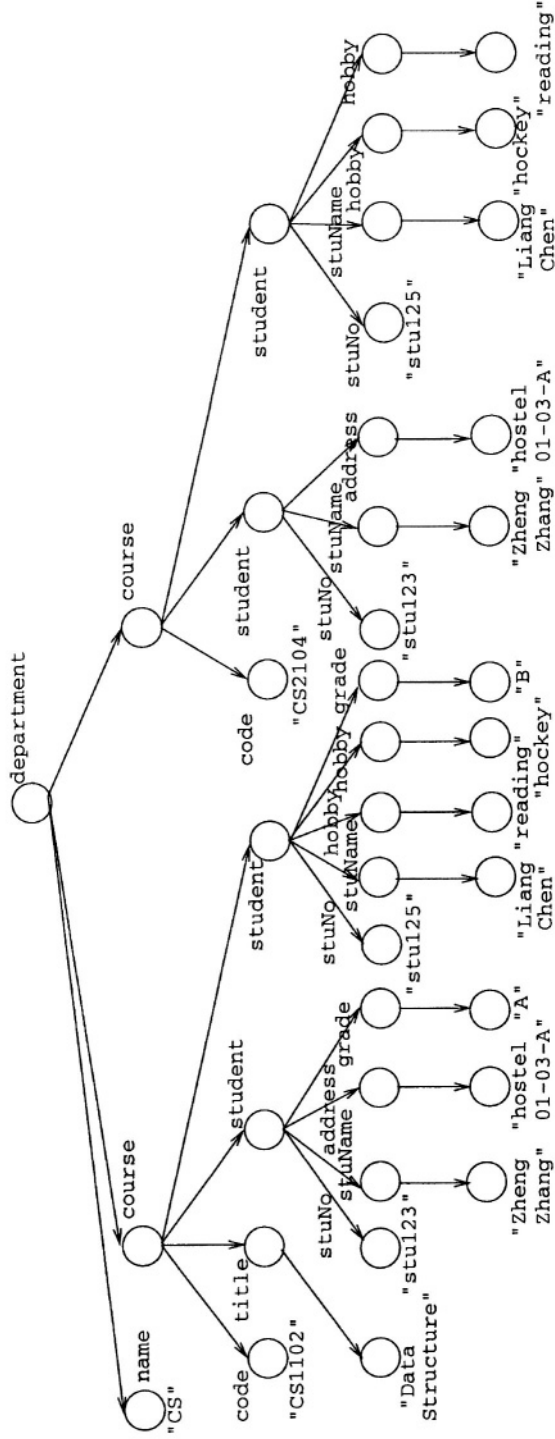 department
name
"CS"
course
course
code
"CS1102"
title
"Data
Structure"
student
student
code
"CS2104"
student
student
stuNo
"stu123"
stuName
"Zheng
Zhang"
address
"hostel
01-03-A"
grade
"A"
stuNo
"stu125"
stuName
"Liang
Chen"
hobby
"reading"
hobby
"hockey"
grade
"B"
stuNo
"stu123"
stuName
"Zheng
Zhang"
address
"hostel
01-03-A"
stuNo
"stu125"
stuName
"Liang
Chen"
hobby
"hockey"
hobby
"reading"